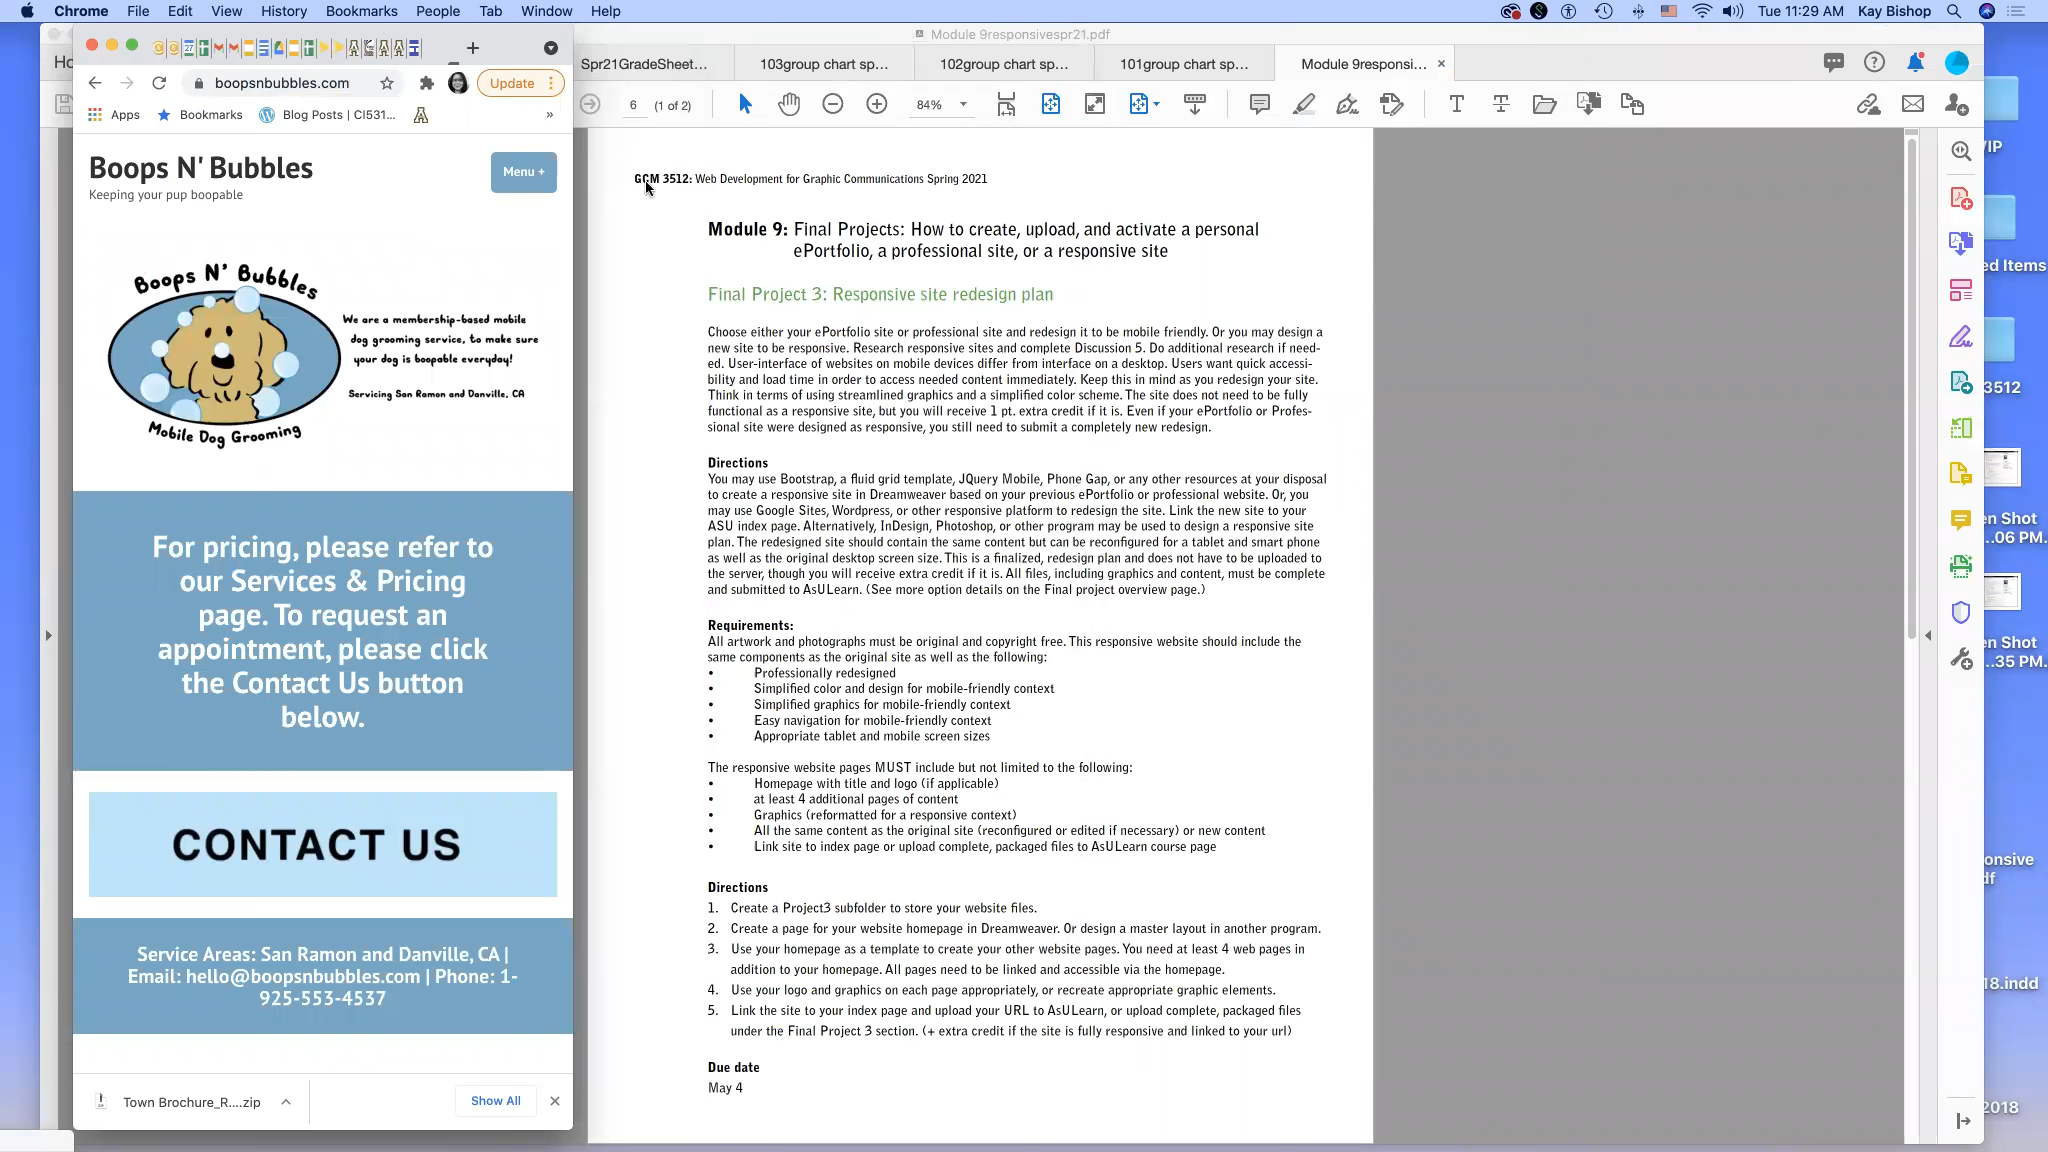 Chrome File Edit View History Bookmarks People Tab Window Help
Tue 11:29 AM Kay Bishop
Module 9responsivespr21.pdf
Spr21GradeSheet...
103group chart sp...
102group chart sp...
101group chart sp...
Module 9responsi...
6 (1 of 2)
84%
boopsnbubbles.com
Update
Apps
Bookmarks
Blog Posts | CI531...
»
Boops N' Bubbles
Keeping your pup boopable
Menu +
Boops N' Bubbles
We are a membership-based mobile
dog grooming service, to make sure
your dog is boopable everyday!
Servicing San Ramon and Danville, CA
Mobile Dog Grooming
For pricing, please refer to
our Services & Pricing
page. To request an
appointment, please click
the Contact Us button
below.
CONTACT US
Service Areas: San Ramon and Danville, CA |
Email: hello@boopsnbubbles.com | Phone: 1-
925-553-4537
Town Brochure_R....zip
Show All
GCM 3512: Web Development for Graphic Communications Spring 2021
Module 9: Final Projects: How to create, upload, and activate a personal
ePortfolio, a professional site, or a responsive site
Final Project 3: Responsive site redesign plan
Choose either your ePortfolio site or professional site and redesign it to be mobile friendly. Or you may design a
new site to be responsive. Research responsive sites and complete Discussion 5. Do additional research if need-
ed. User-interface of websites on mobile devices differ from interface on a desktop. Users want quick accessi-
bility and load time in order to access needed content immediately. Keep this in mind as you redesign your site.
Think in terms of using streamlined graphics and a simplified color scheme. The site does not need to be fully
functional as a responsive site, but you will receive 1 pt. extra credit if it is. Even if your ePortfolio or Profes-
sional site were designed as responsive, you still need to submit a completely new redesign.
Directions
You may use Bootstrap, a fluid grid template, JQuery Mobile, Phone Gap, or any other resources at your disposal
to create a responsive site in Dreamweaver based on your previous ePortfolio or professional website. Or, you
may use Google Sites, Wordpress, or other responsive platform to redesign the site. Link the new site to your
ASU index page. Alternatively, InDesign, Photoshop, or other program may be used to design a responsive site
plan. The redesigned site should contain the same content but can be reconfigured for a tablet and smart phone
as well as the original desktop screen size. This is a finalized, redesign plan and does not have to be uploaded to
the server, though you will receive extra credit if it is. All files, including graphics and content, must be complete
and submitted to AsULearn. (See more option details on the Final project overview page.)
Requirements:
All artwork and photographs must be original and copyright free. This responsive website should include the
same components as the original site as well as the following:
• Professionally redesigned
• Simplified color and design for mobile-friendly context
• Simplified graphics for mobile-friendly context
• Easy navigation for mobile-friendly context
• Appropriate tablet and mobile screen sizes
The responsive website pages MUST include but not limited to the following:
• Homepage with title and logo (if applicable)
• at least 4 additional pages of content
• Graphics (reformatted for a responsive context)
• All the same content as the original site (reconfigured or edited if necessary) or new content
• Link site to index page or upload complete, packaged files to AsULearn course page
Directions
1. Create a Project3 subfolder to store your website files.
2. Create a page for your website homepage in Dreamweaver. Or design a master layout in another program.
3. Use your homepage as a template to create your other website pages. You need at least 4 web pages in
addition to your homepage. All pages need to be linked and accessible via the homepage.
4. Use your logo and graphics on each page appropriately, or recreate appropriate graphic elements.
5. Link the site to your index page and upload your URL to AsULearn, or upload complete, packaged files
under the Final Project 3 section. (+ extra credit if the site is fully responsive and linked to your url)
Due date
May 4
IP
ed Items
3512
en Shot
...06 PM.
en Shot
...35 PM.
onsive
df
18.indd
2018